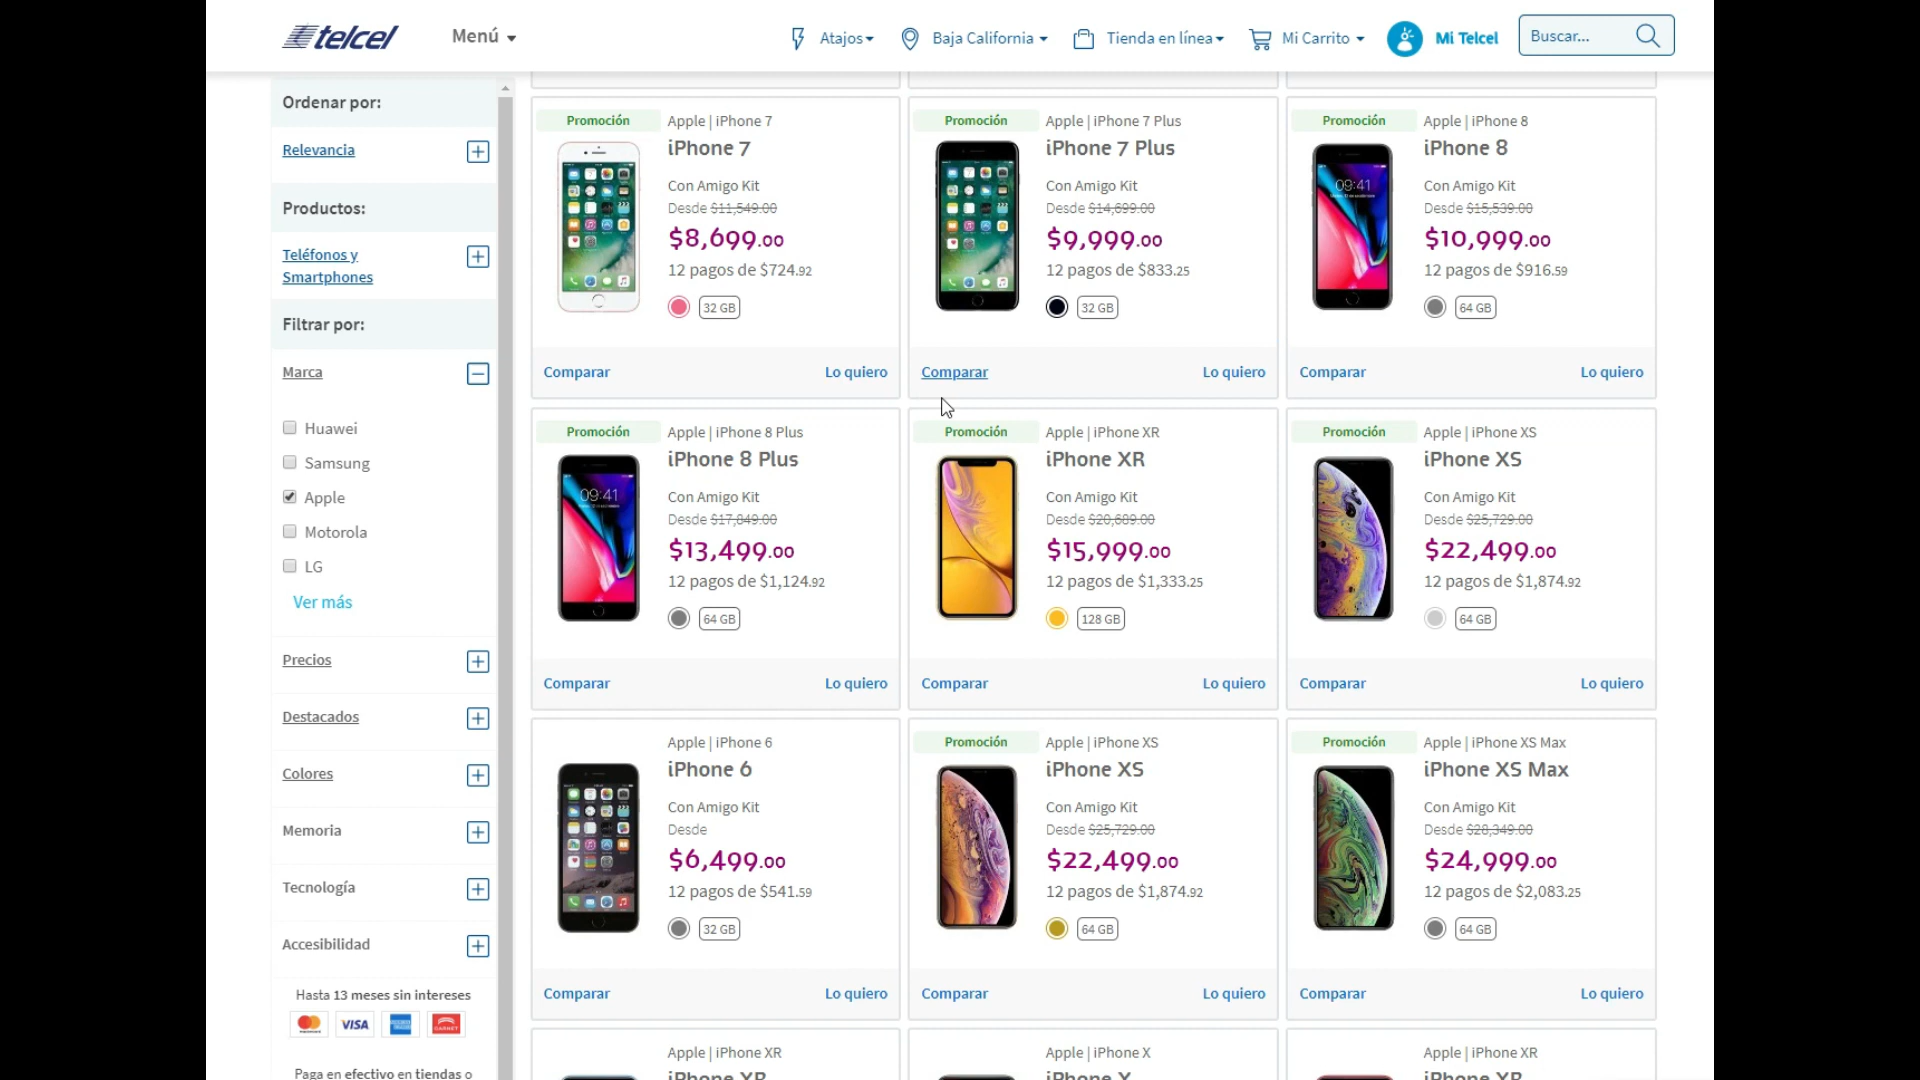 telcel
Menú
Atajos
Baja California
Tienda en línea
Mi Carrito
Mi Telcel
Buscar...
Ordenar por:
Relevancia
Productos:
Teléfonos y
Smartphones
Filtrar por:
Marca
Huawei
Samsung
Apple
Motorola
LG
Ver más
Precios
Destacados
Colores
Memoria
Tecnología
Accesibilidad
Hasta 13 meses sin intereses
VISA
Paga en efectivo en tiendas o
Promoción
Apple | iPhone 7
iPhone 7
Con Amigo Kit
Desde $11,549.00
$8,699.00
12 pagos de $724.92
32 GB
Comparar
Lo quiero
Promoción
Apple | iPhone 7 Plus
iPhone 7 Plus
Con Amigo Kit
Desde $14,699.00
$9,999.00
12 pagos de $833.25
32 GB
Comparar
Lo quiero
Promoción
Apple | iPhone 8
iPhone 8
09:41
Con Amigo Kit
Desde $15,539.00
$10,999.00
12 pagos de $916.59
64 GB
Comparar
Lo quiero
Promoción
Apple | iPhone 8 Plus
iPhone 8 Plus
09:41
Con Amigo Kit
Desde $17,849.00
$13,499.00
12 pagos de $1,124.92
64 GB
Comparar
Lo quiero
Promoción
Apple | iPhone XR
iPhone XR
Con Amigo Kit
Desde $20,689.00
$15,999.00
12 pagos de $1,333.25
128 GB
Comparar
Lo quiero
Promoción
Apple | iPhone XS
iPhone XS
Con Amigo Kit
Desde $25,729.00
$22,499.00
12 pagos de $1,874.92
64 GB
Comparar
Lo quiero
Apple | iPhone 6
iPhone 6
Con Amigo Kit
Desde
$6,499.00
12 pagos de $541.59
32 GB
Comparar
Lo quiero
Promoción
Apple | iPhone XS
iPhone XS
Con Amigo Kit
Desde $25,729.00
$22,499.00
12 pagos de $1,874.92
64 GB
Comparar
Lo quiero
Promoción
Apple | iPhone XS Max
iPhone XS Max
Con Amigo Kit
Desde $28,349.00
$24,999.00
12 pagos de $2,083.25
64 GB
Comparar
Lo quiero
Apple | iPhone XR
iPhone XR
Apple | iPhone X
iPhone X
Apple | iPhone XR
iPhone XR